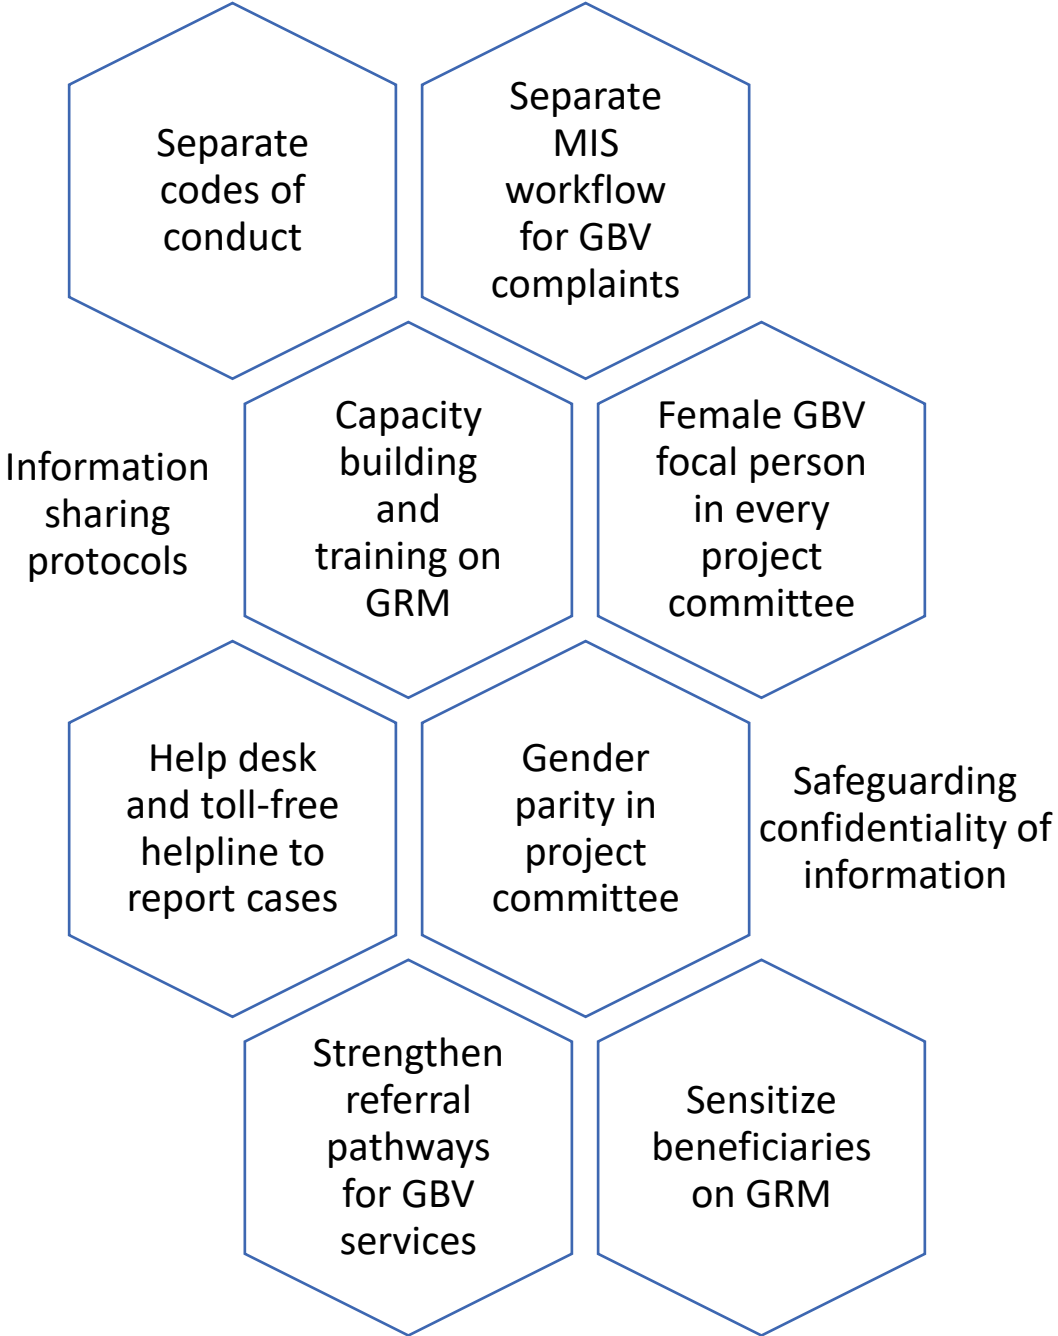 Separate
codes of
conduct
Separate
MIS
workflow
for GBV
complaints
Information
sharing
protocols
Capacity
building
and
training on
GRM
Female GBV
focal person
in every
project
committee
Help desk
and toll-free
helpline to
report cases
Gender
parity in
project
committee
Safeguarding
confidentiality of
information
Strengthen
referral
pathways
for GBV
services
Sensitize
beneficiaries
on GRM